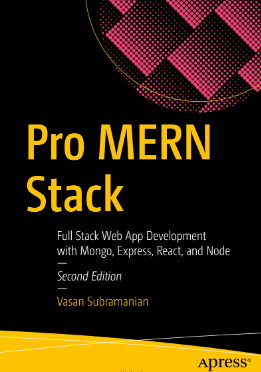 Pro MERN
Stack
Full Stack Web App Development
with Mongo, Express, React, and Node
—
Second Edition
—
Vasan Subramanian
Apress®